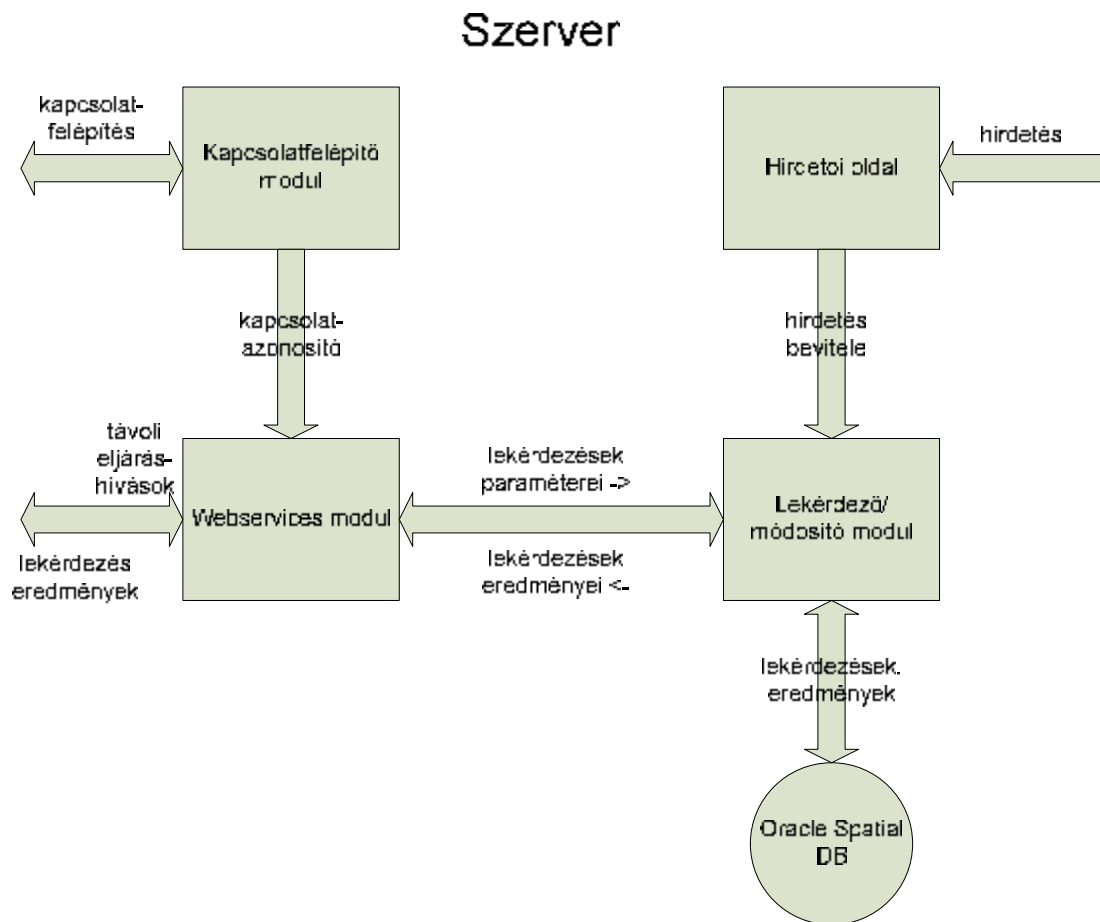 Szerver
kapcsolat-
felépítés
Kapcsolatfelépítő
modul
Hirdetői oldal
hirdetés
kapcsolat-
azonosító
hirdetés
bevitele
távoli
eljárás-
hívások
Webservices modul
lekérdezés
eredmények
lekérdezések
paraméterei ->
lekérdezések
eredményei <-
Lekérdező/
módosító modul
lekérdezések,
eredmények
Oracle Spatial
DB